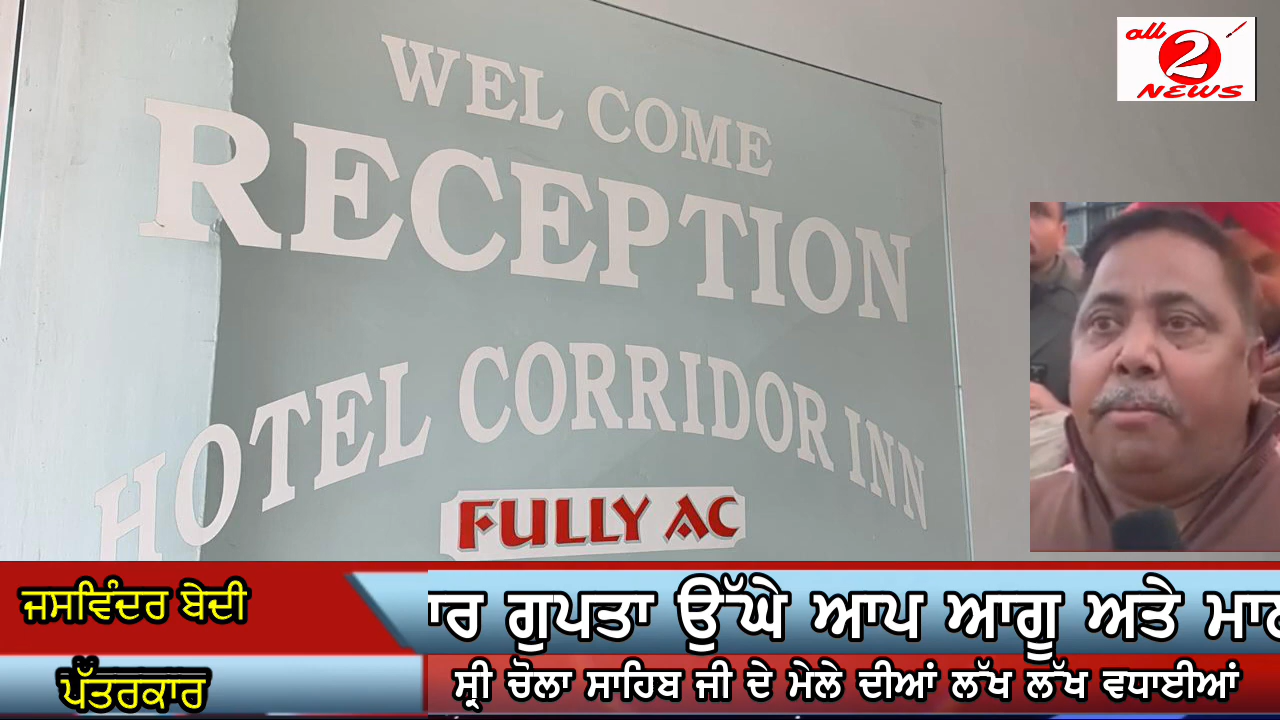 all
2
NEWS
WEL COME
RECEPTION
HOTEL CORRIDOR INN
FULLY AC
ਜਸਵਿੰਦਰ ਬੇਦੀ
ਗੁਪਤਾ ਉੱਘੇ ਆਪ ਆਗੂ ਅਤੇ
ਪੱਤਰਕਾਰ
ਸ੍ਰੀ ਚੋਲਾ ਸਾਹਿਬ ਜੀ ਦੇ ਮੇਲੇ ਦੀਆਂ ਲੱਖ ਲੱਖ ਵਧਾਈਆਂ